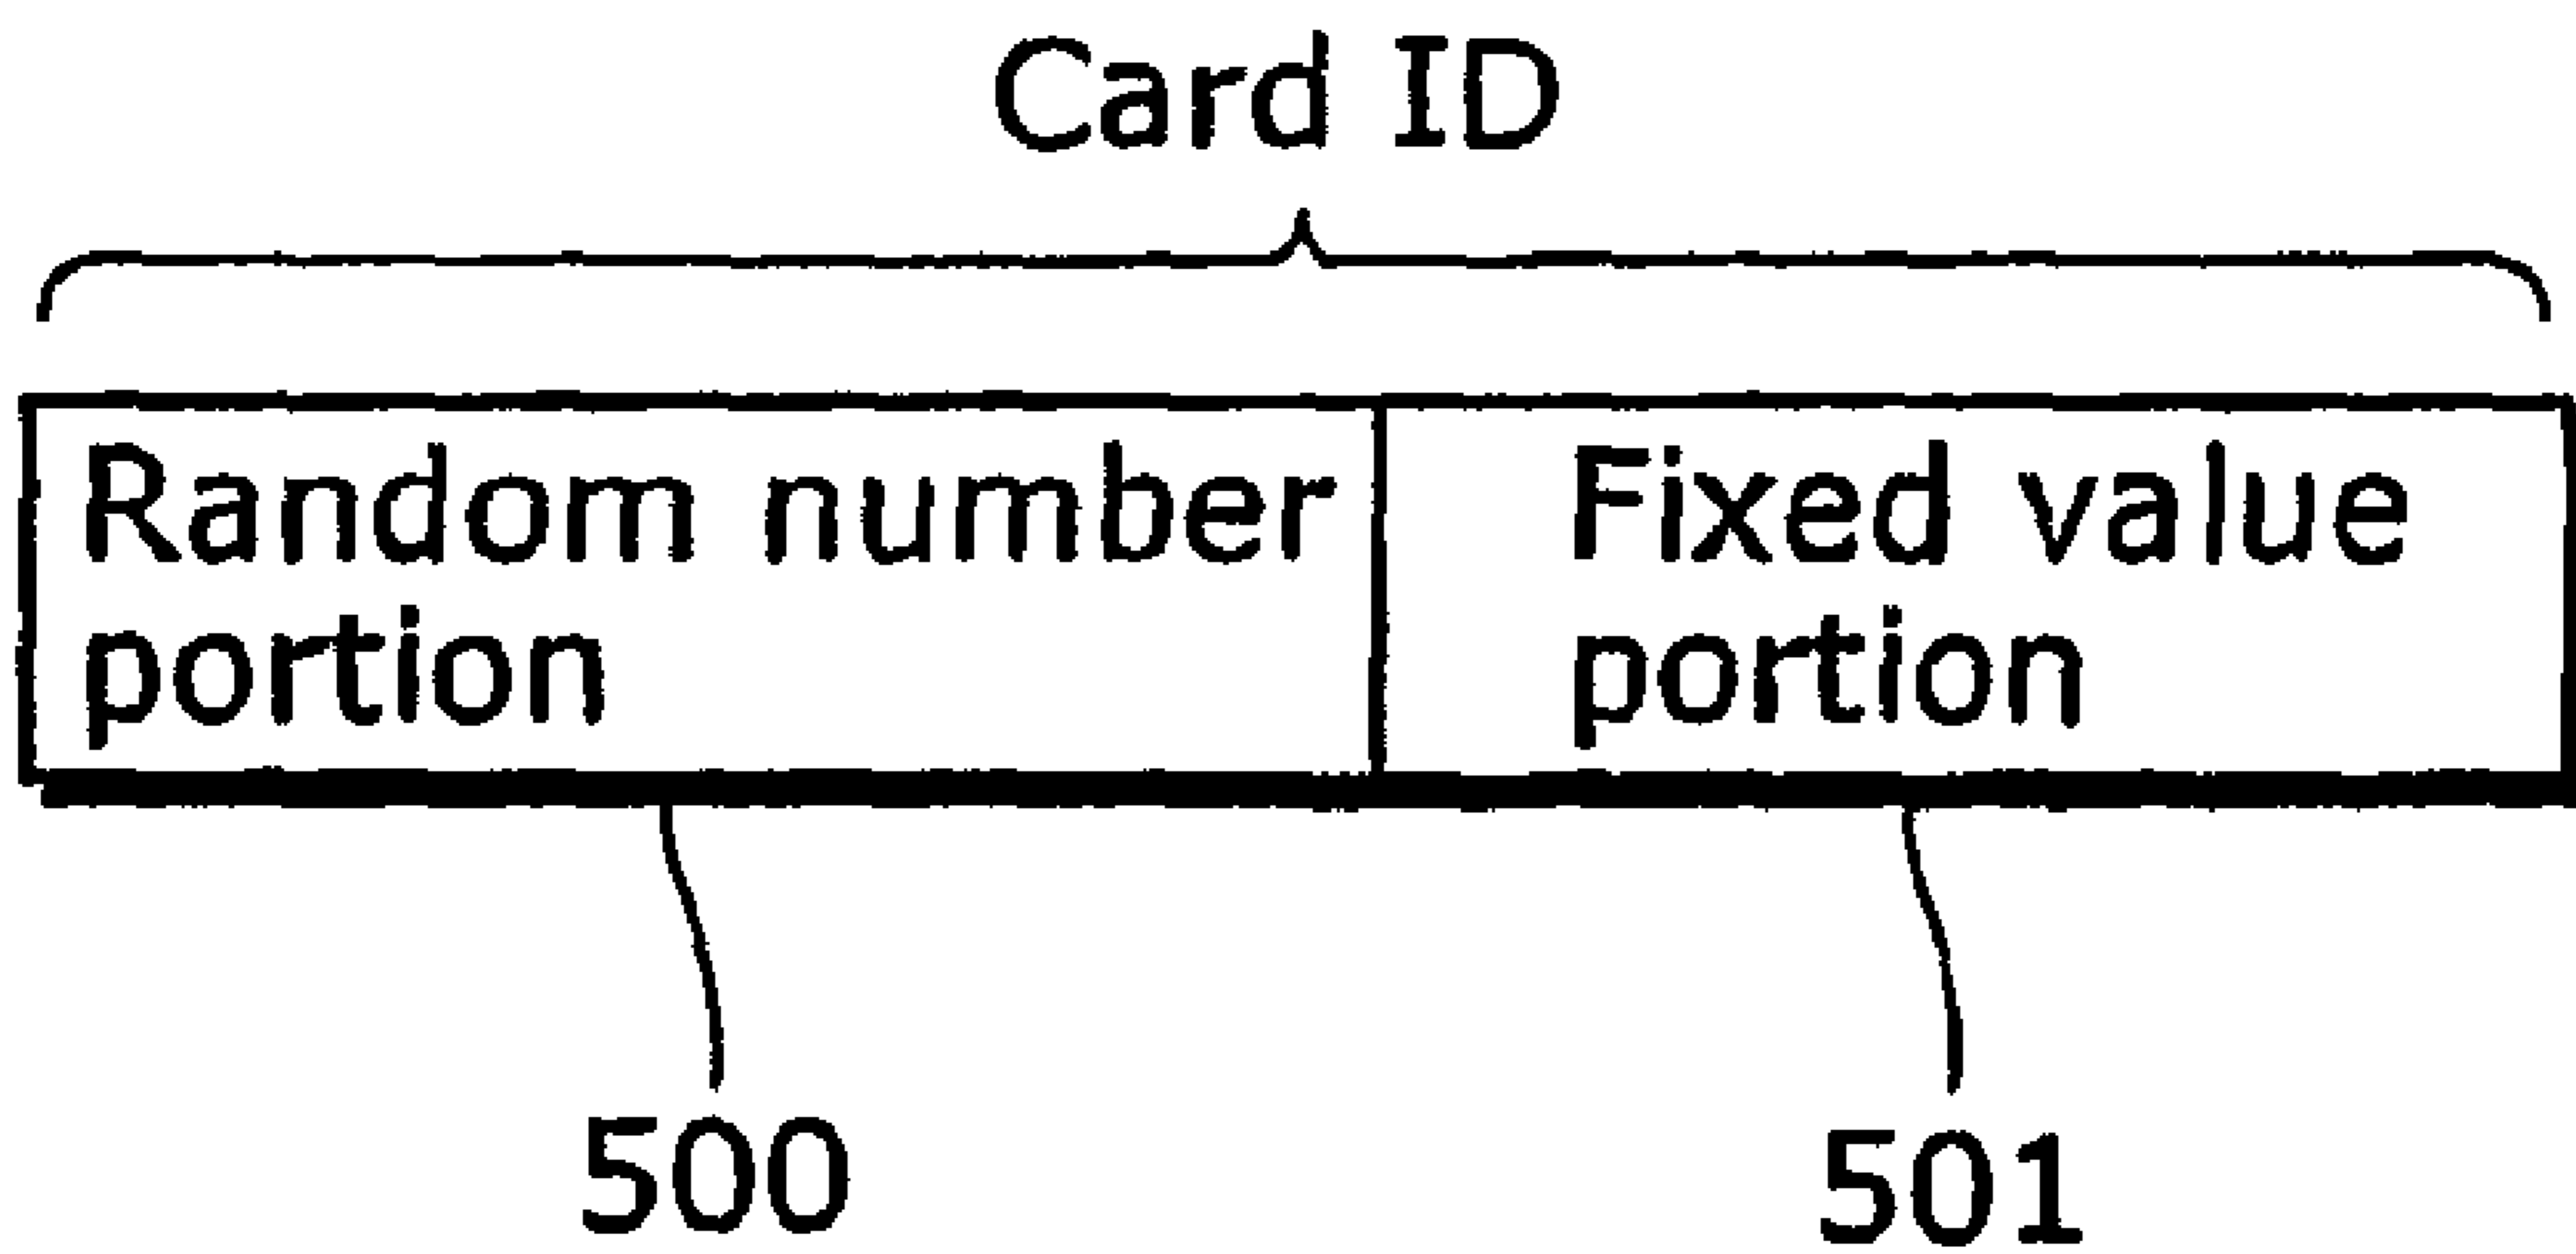 Card ID
Random number
portion
Fixed value
portion
500
501